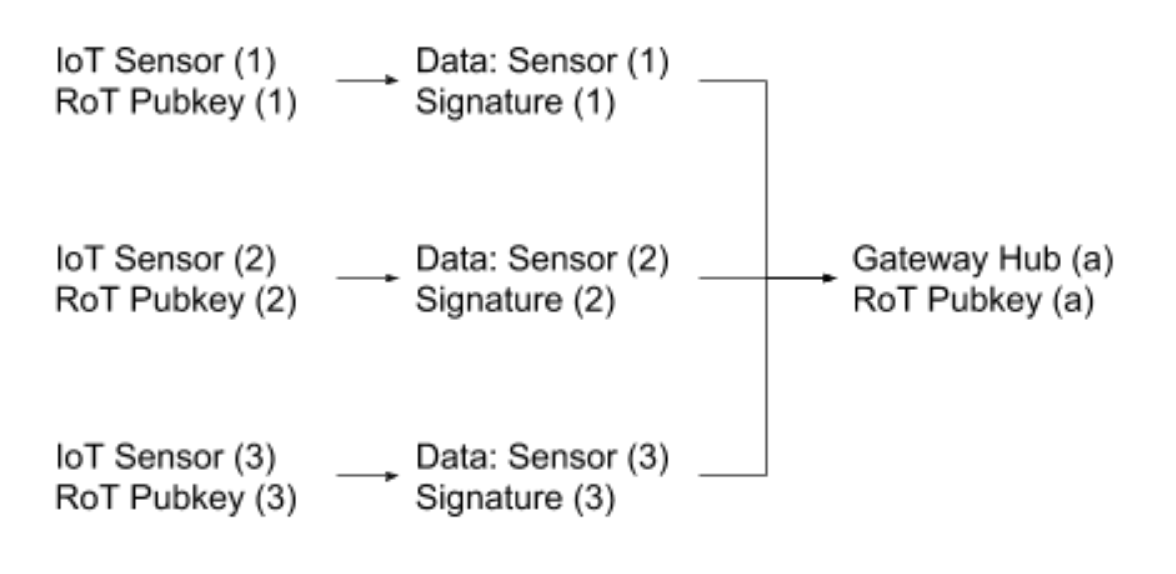 IoT Sensor (1)
RoT Pubkey (1)
Data: Sensor (1)
Signature (1)
IoT Sensor (2)
RoT Pubkey (2)
Data: Sensor (2)
Signature (2)
Gateway Hub (a)
RoT Pubkey (a)
IoT Sensor (3)
RoT Pubkey (3)
Data: Sensor (3)
Signature (3)